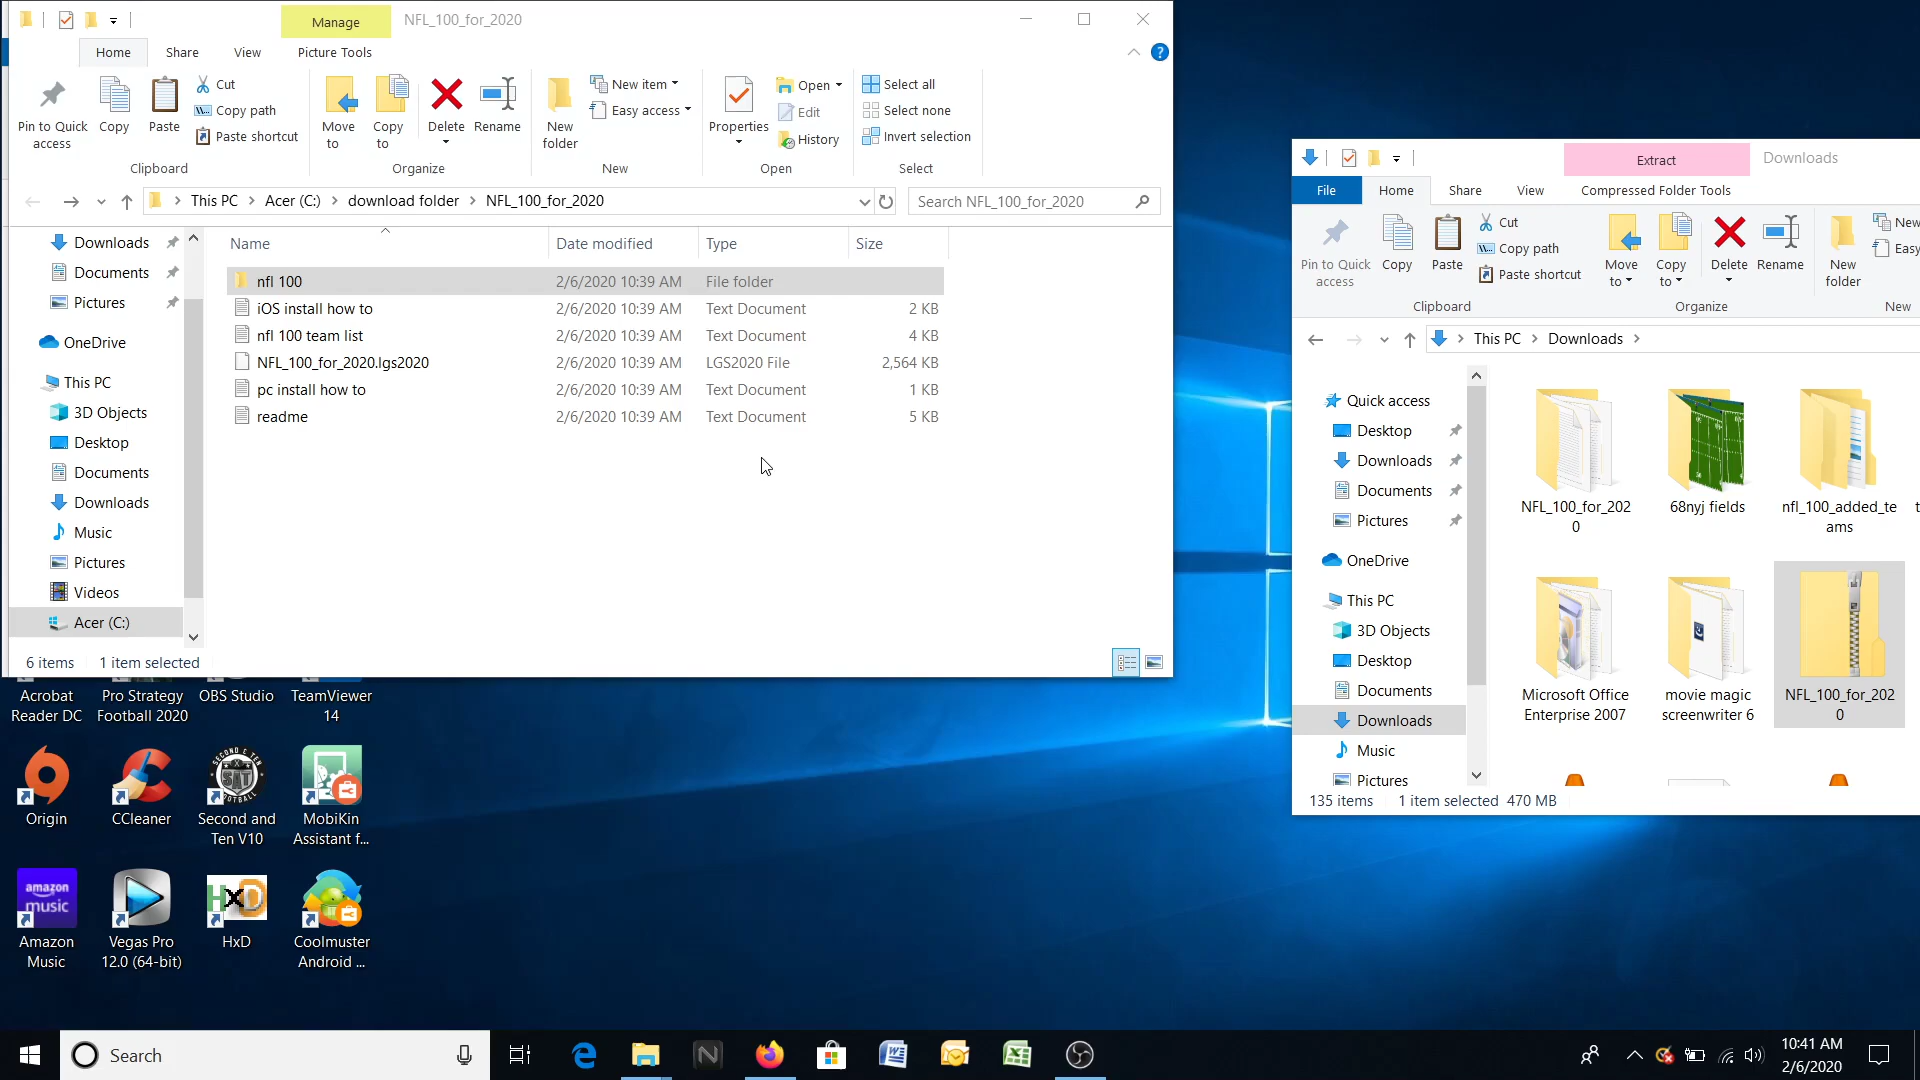 Manage
NFL_100_for_2020
Home
Share
View
Picture Tools
Pin to Quick
access
Copy
Paste
Cut
Copy path
Paste shortcut
Clipboard
Move
to
Copy
to
Delete
Rename
Organize
New
folder
New item
Easy access
New
Properties
Open
Edit
History
Open
Select all
Select none
Invert selection
Select
This PC
Acer (C:)
download folder
NFL_100_for_2020
Search NFL_100_for_2020
Downloads
Documents
Pictures
OneDrive
This PC
3D Objects
Desktop
Documents
Downloads
Music
Pictures
Videos
Acer (C:)
Name
Date modified
Type
Size
nfl 100 2/6/2020 10:39 AM File folder
iOS install how to 2/6/2020 10:39 AM Text Document 2 KB
nfl 100 team list 2/6/2020 10:39 AM Text Document 4 KB
NFL_100_for_2020.lgs2020 2/6/2020 10:39 AM LGS2020 File 2,564 KB
pc install how to 2/6/2020 10:39 AM Text Document 1 KB
readme 2/6/2020 10:39 AM Text Document 5 KB
6 items 1 item selected
Extract
Downloads
File
Home
Share
View
Compressed Folder Tools
Pin to Quick
access
Copy
Paste
Cut
Copy path
Paste shortcut
Clipboard
Move
to
Copy
to
Delete
Rename
Organize
New
folder
New
Easy
New
This PC
Downloads
Quick access
Desktop
Downloads
Documents
Pictures
OneDrive
This PC
3D Objects
Desktop
Documents
Downloads
Music
Pictures
NFL_100_for_202
0
68nyj fields
nfl_100_added_te
ams
Microsoft Office
Enterprise 2007
movie magic
screenwriter 6
NFL_100_for_202
0
135 items 1 item selected 470 MB
Acrobat
Reader DC
Pro Strategy
Football 2020
OBS Studio
TeamViewer
14
Origin
CCleaner
SECOND & TEN
SAT
FOOTBALL
Second and
Ten V10
MobiKin
Assistant f...
amazon
music
Amazon
Music
Vegas Pro
12.0 (64-bit)
HxD
HxD
Coolmuster
Android ...
Search
10:41 AM
2/6/2020